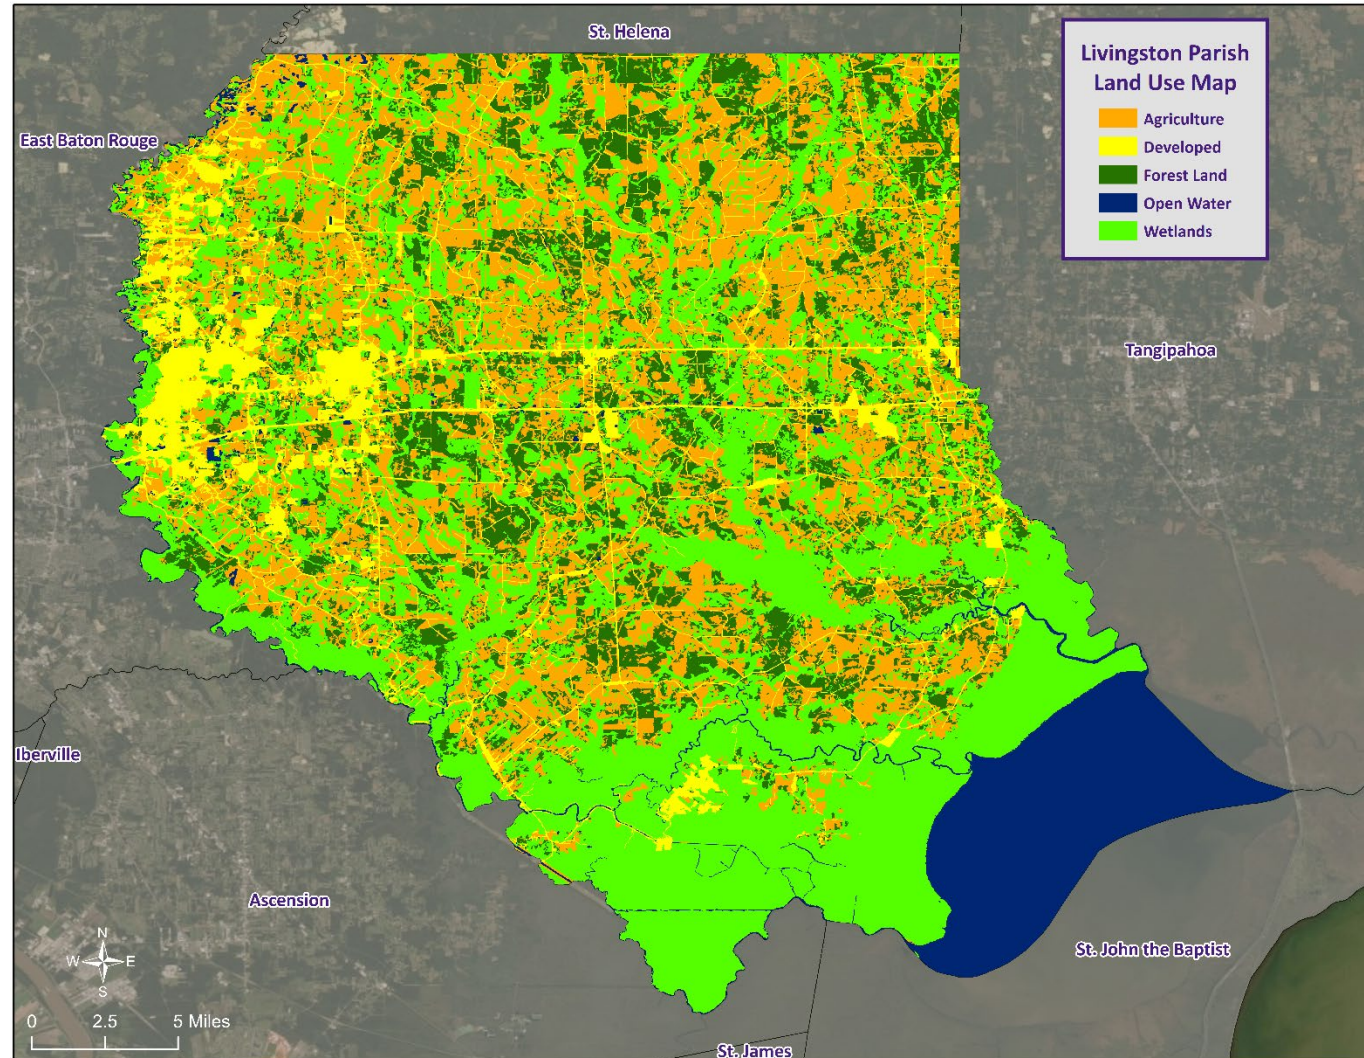 St. Helena
Livingston Parish
Land Use Map
Agriculture
Developed
Forest Land
Open Water
Wetlands
East Baton Rouge
Tangipahoa
Iberville
Ascension
St. John the Baptist
N
W E
S
0 2.5 5 Miles
St. James